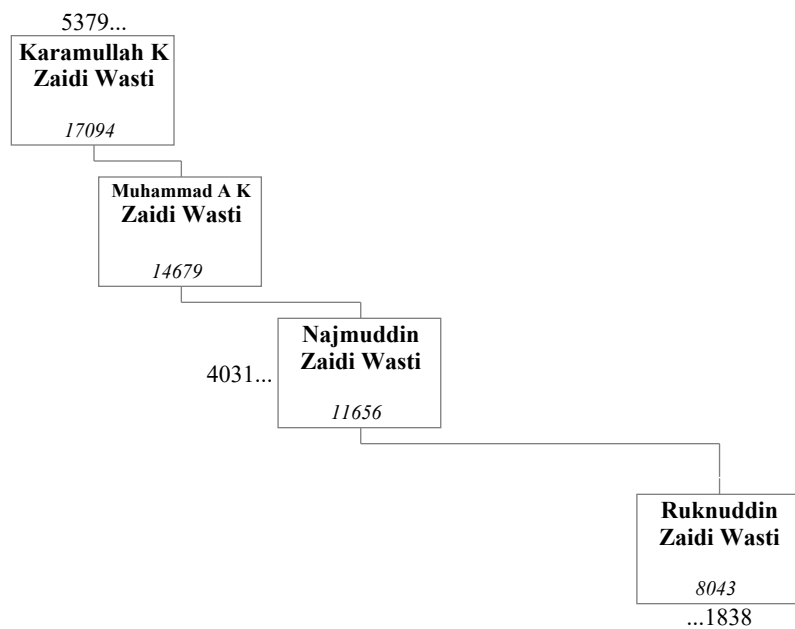 5379...
Karamullah K
Zaidi Wasti
17094
Muhammad A K
Zaidi Wasti
14679
Najmuddin
Zaidi Wasti
4031...
11656
Ruknuddin
Zaidi Wasti
8043
...1838